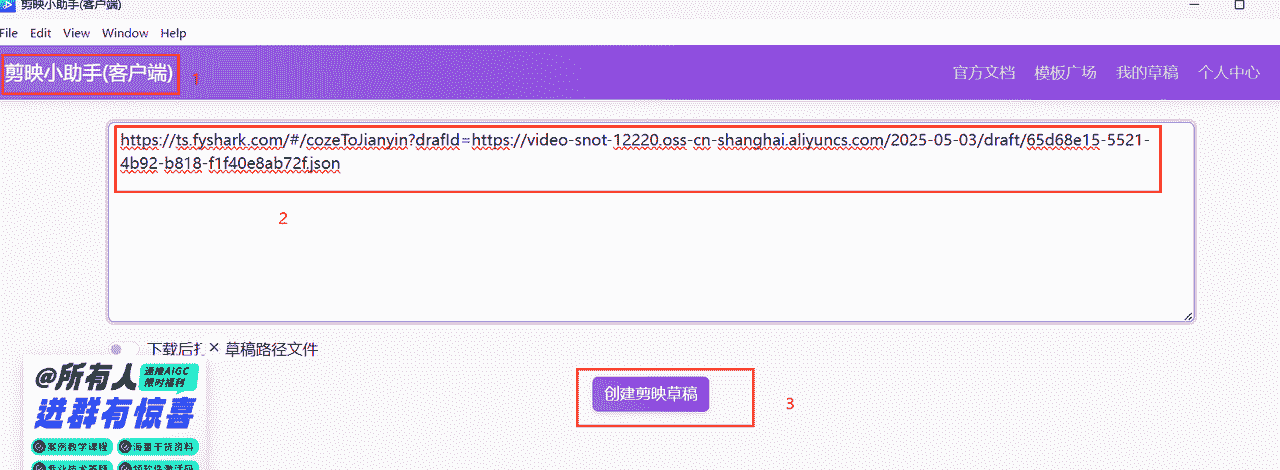 剪映小助手(客户端)
File Edit View Window Help
剪映小助手(客户端) 1
官方文档 模板广场 我的草稿 个人中心
https://ts.fyshark.com/#/cozeToJianyin?drafId=https://video-snot-12220.oss-cn-shanghai.aliyuncs.com/2025-05-03/draft/65d68e15-5521-
4b92-b818-f1f40e8ab72f.json
2
下载后打 × 草稿路径文件
@所有人
限时福利
进群有惊喜
创建剪映草稿
3
案例教学课程 海量干货资料